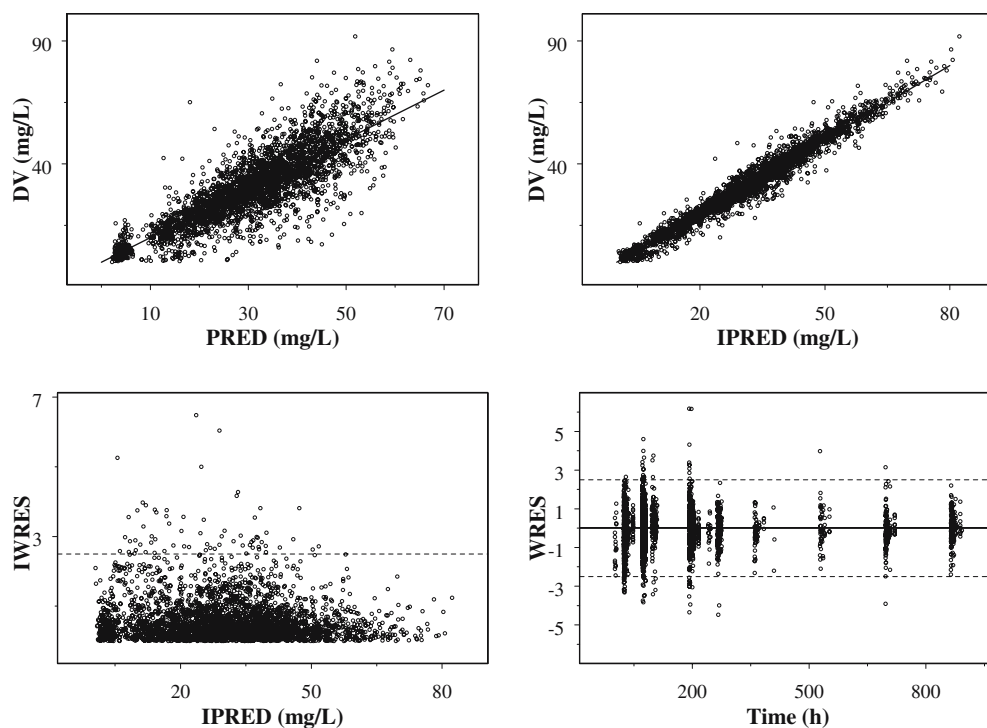 90
40
DV (mg/L)
10 30 50 70
PRED (mg/L)
90
40
DV (mg/L)
20 50 80
IPRED (mg/L)
7
3
IWRES
20 50 80
IPRED (mg/L)
5
3
1
-1
-3
-5
WRES
200 500 800
Time (h)